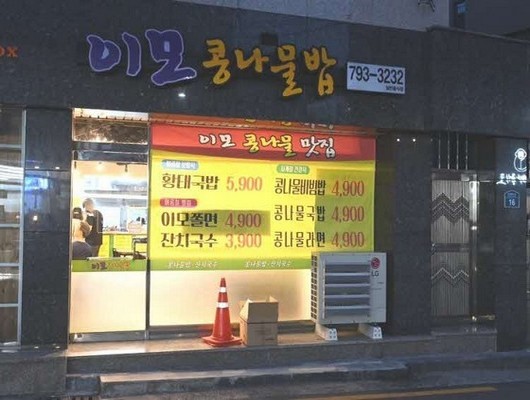 이모 콩나물밥
793-3232
이모 콩나물 맛집
황태국밥 5,900
이모쫄면 4,900
잔치국수 3,900
콩나물비빔밥 4,900
콩나물국밥 4,900
콩나물라면 4,900
LG
16